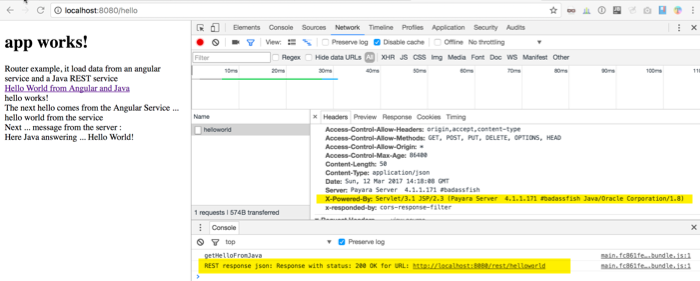 localhost:8080/hello
app works!
Router example, it load data from an angular
service and a Java REST service
Hello World from Angular and Java
hello works!
The next hello comes from the Angular Service ...
hello world from the service
Next ... message from the server :
Here Java answering ... Hello World!
Elements Console Sources Network Timeline Profiles Application Security Audits
View: Preserve log Disable cache Offline No throttling
Filter Regex Hide data URLs All XHR JS CSS Img Media Font Doc WS Manifest Other
10ms 20ms 30ms 40ms 50ms 60ms 70ms 80ms 90ms 100ms
Name
helloworld
1 requests | 574B transferred
Headers Preview Response Cookies Timing
Access-Control-Allow-Headers: origin,accept,content-type
Access-Control-Allow-Methods: GET, POST, PUT, DELETE, OPTIONS, HEAD
Access-Control-Allow-Origin: *
Access-Control-Max-Age: 86400
Content-Length: 50
Content-Type: application/json
Date: Sun, 12 Mar 2017 14:18:08 GMT
Server: Payara Server 4.1.1.171 #badassfish
X-Powered-By: Servlet/3.1 JSP/2.3 (Payara Server 4.1.1.171 #badassfish Java/Oracle Corporation/1.8)
x-responded-by: cors-response-filter
Console
top Preserve log
getHelloFromJava main.fc861fe….bundle.js:1
REST response json: Response with status: 200 OK for URL: http://localhost:8080/rest/helloworld main.fc861fe….bundle.js:1